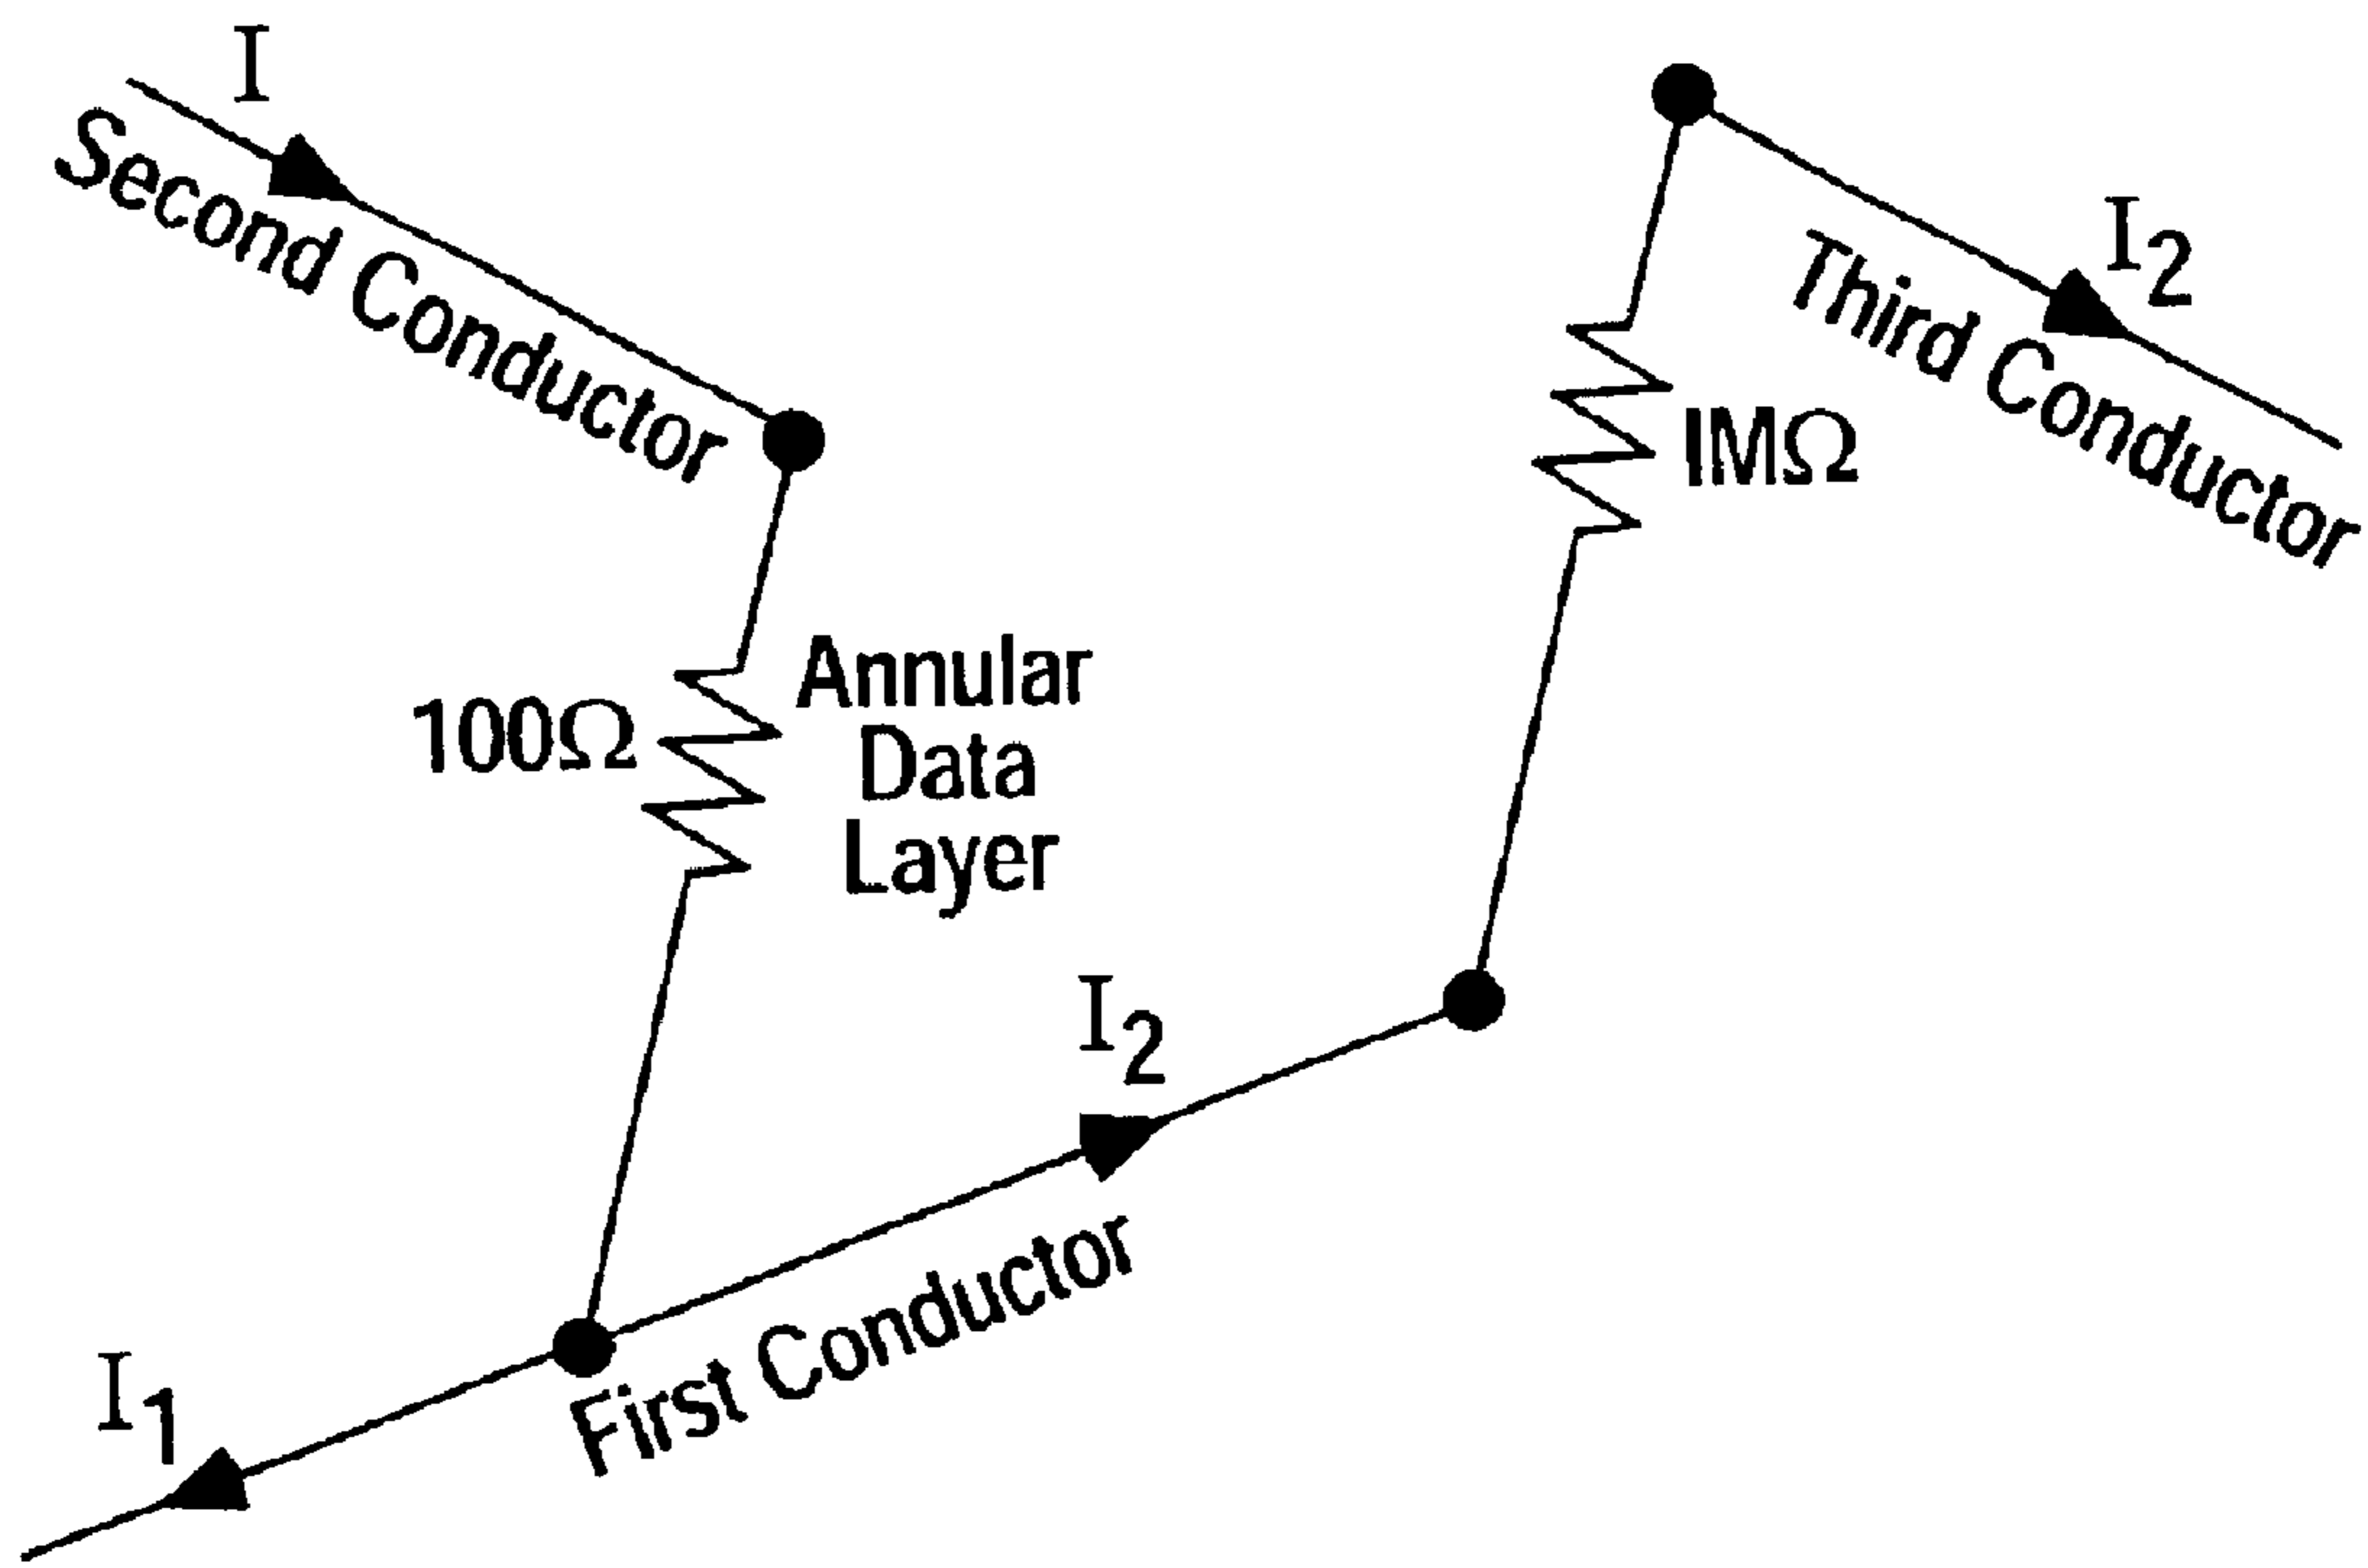 I
Second Conductor
I2
Third Conductor
IMΩ
100Ω
Annular
Data
Layer
I2
First Conductor
I1